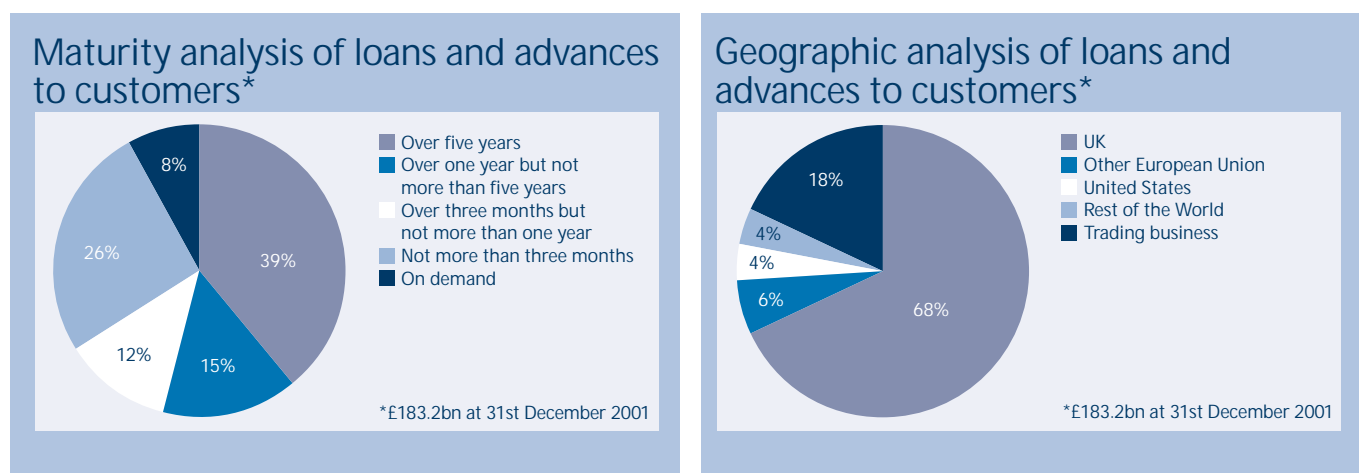 Maturity analysis of loans and advances
to customers*
8%
39%
26%
12%
15%
Over five years
Over one year but not
more than five years
Over three months but
not more than one year
Not more than three months
On demand
*£183.2bn at 31st December 2001
Geographic analysis of loans and
advances to customers*
18%
4%
4%
6%
68%
UK
Other European Union
United States
Rest of the World
Trading business
*£183.2bn at 31st December 2001